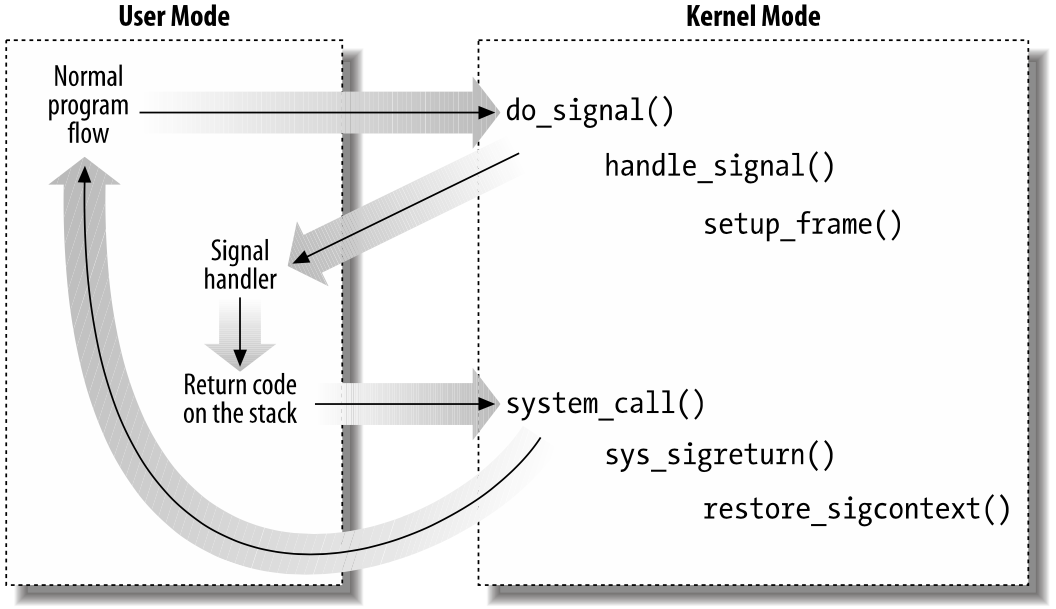 User Mode
Kernel Mode
Normal
program
flow
do_signal()
handle_signal()
setup_frame()
Signal
handler
Return code
on the stack
system_call()
sys_sigreturn()
restore_sigcontext()